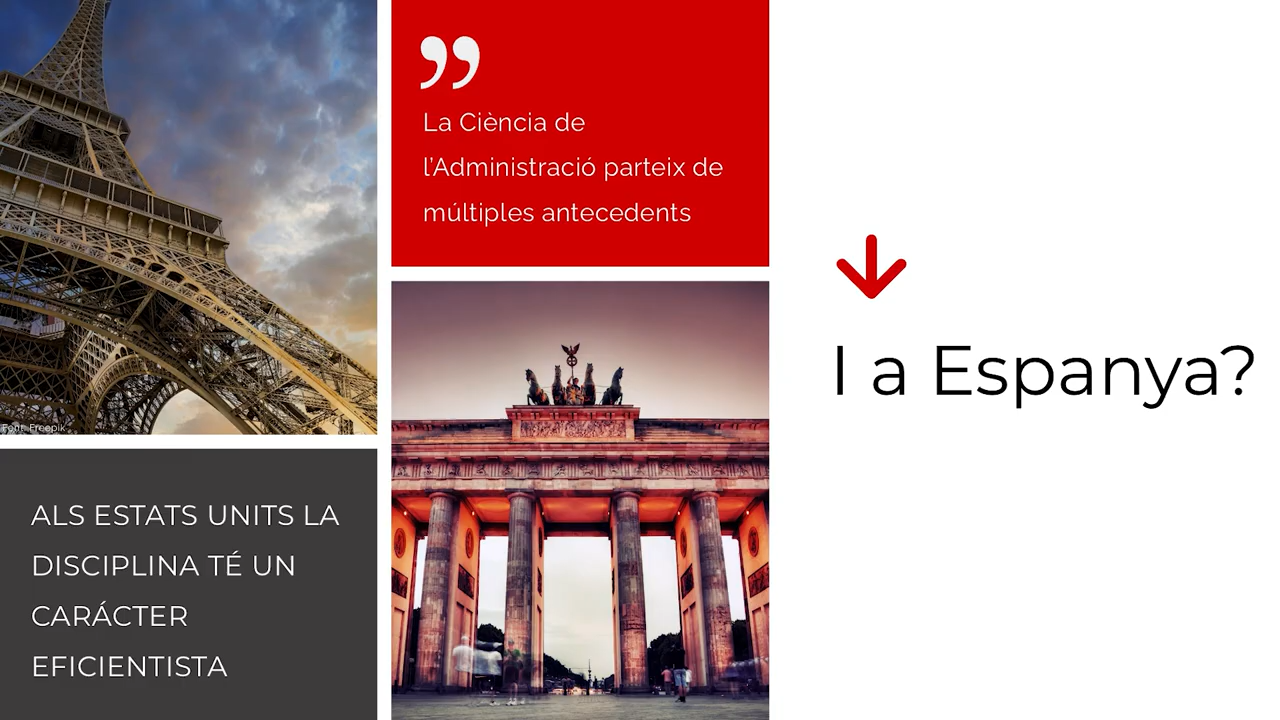 ”
La Ciència de
l’Administració parteix de
múltiples antecedents
Font: Freepik
ALS ESTATS UNITS LA
DISCIPLINA TÉ UN
CARÁCTER
EFICIENTISTA
I a Espanya?